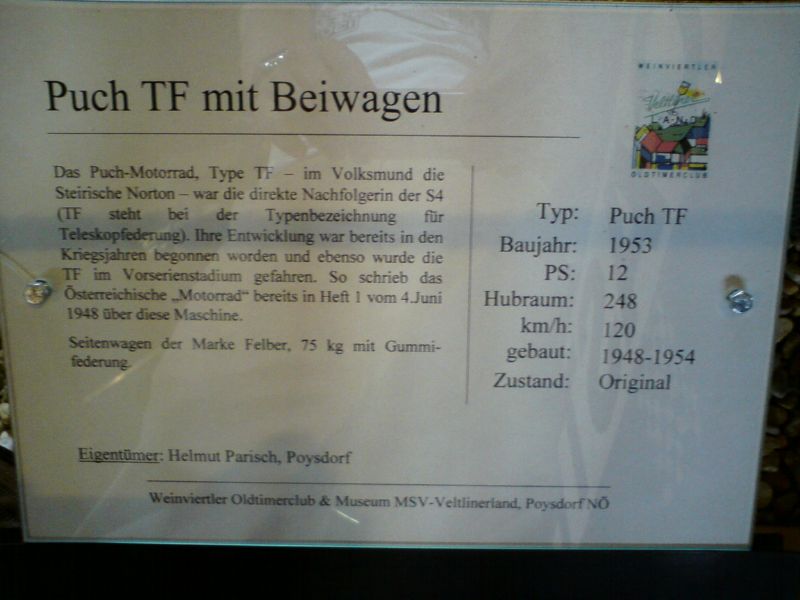 Puch TF mit Beiwagen
WEINVIERTLER
LAND
OLDTIMERCLUB
Das Puch-Motorrad, Type TF – im Volksmund die
Steirische Norton – war die direkte Nachfolgerin der S4
(TF steht bei der Typenbezeichnung für
Teleskopfederung). Ihre Entwicklung war bereits in den
Kriegsjahren begonnen worden und ebenso wurde die
TF im Vorserienstadium gefahren. So schrieb das
Österreichische „Motorrad“ bereits in Heft 1 vom 4.Juni
1948 über diese Maschine.
Seitenwagen der Marke Felber, 75 kg mit Gummi-
federung.
Typ: Puch TF
Baujahr: 1953
PS: 12
Hubraum: 248
km/h: 120
gebaut: 1948-1954
Zustand: Original
Eigentümer: Helmut Parisch, Poysdorf
Weinviertler Oldtimerclub & Museum MSV-Veltlinerland, Poysdorf NÖ